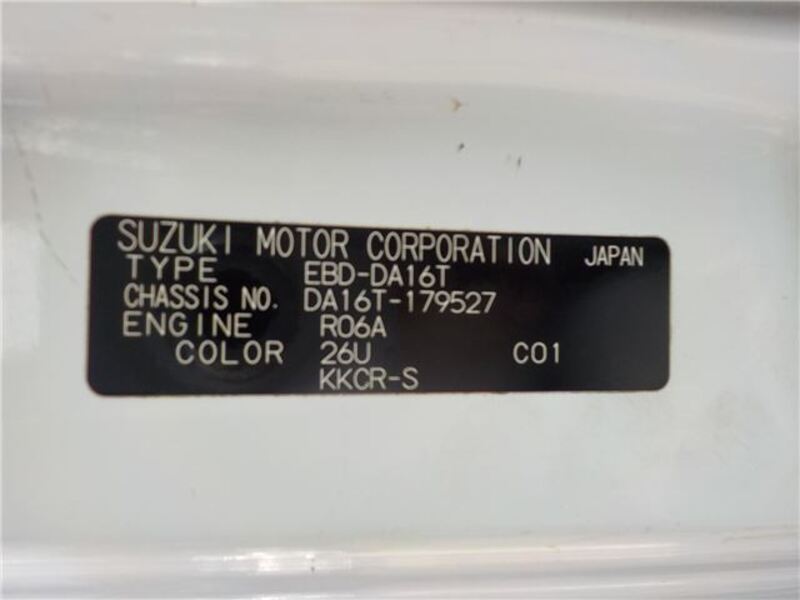 SUZUKI MOTOR CORPORATION JAPAN
TYPE EBD-DA16T
CHASSIS NO. DA16T-179527
ENGINE R06A
COLOR 26U C01
KKCR-S